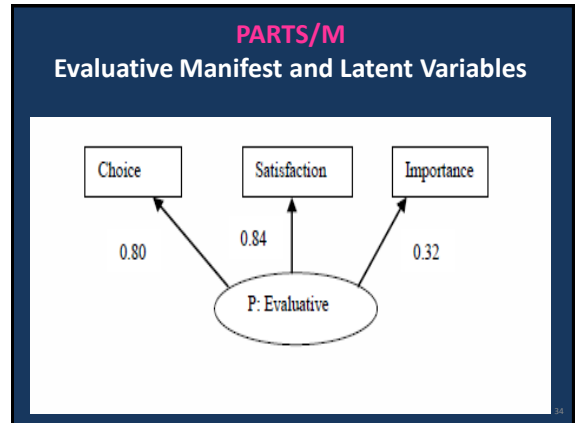 PARTS/M
Evaluative Manifest and Latent Variables
Choice
Satisfaction
Importance
0.80
0.84
0.32
P: Evaluative
34